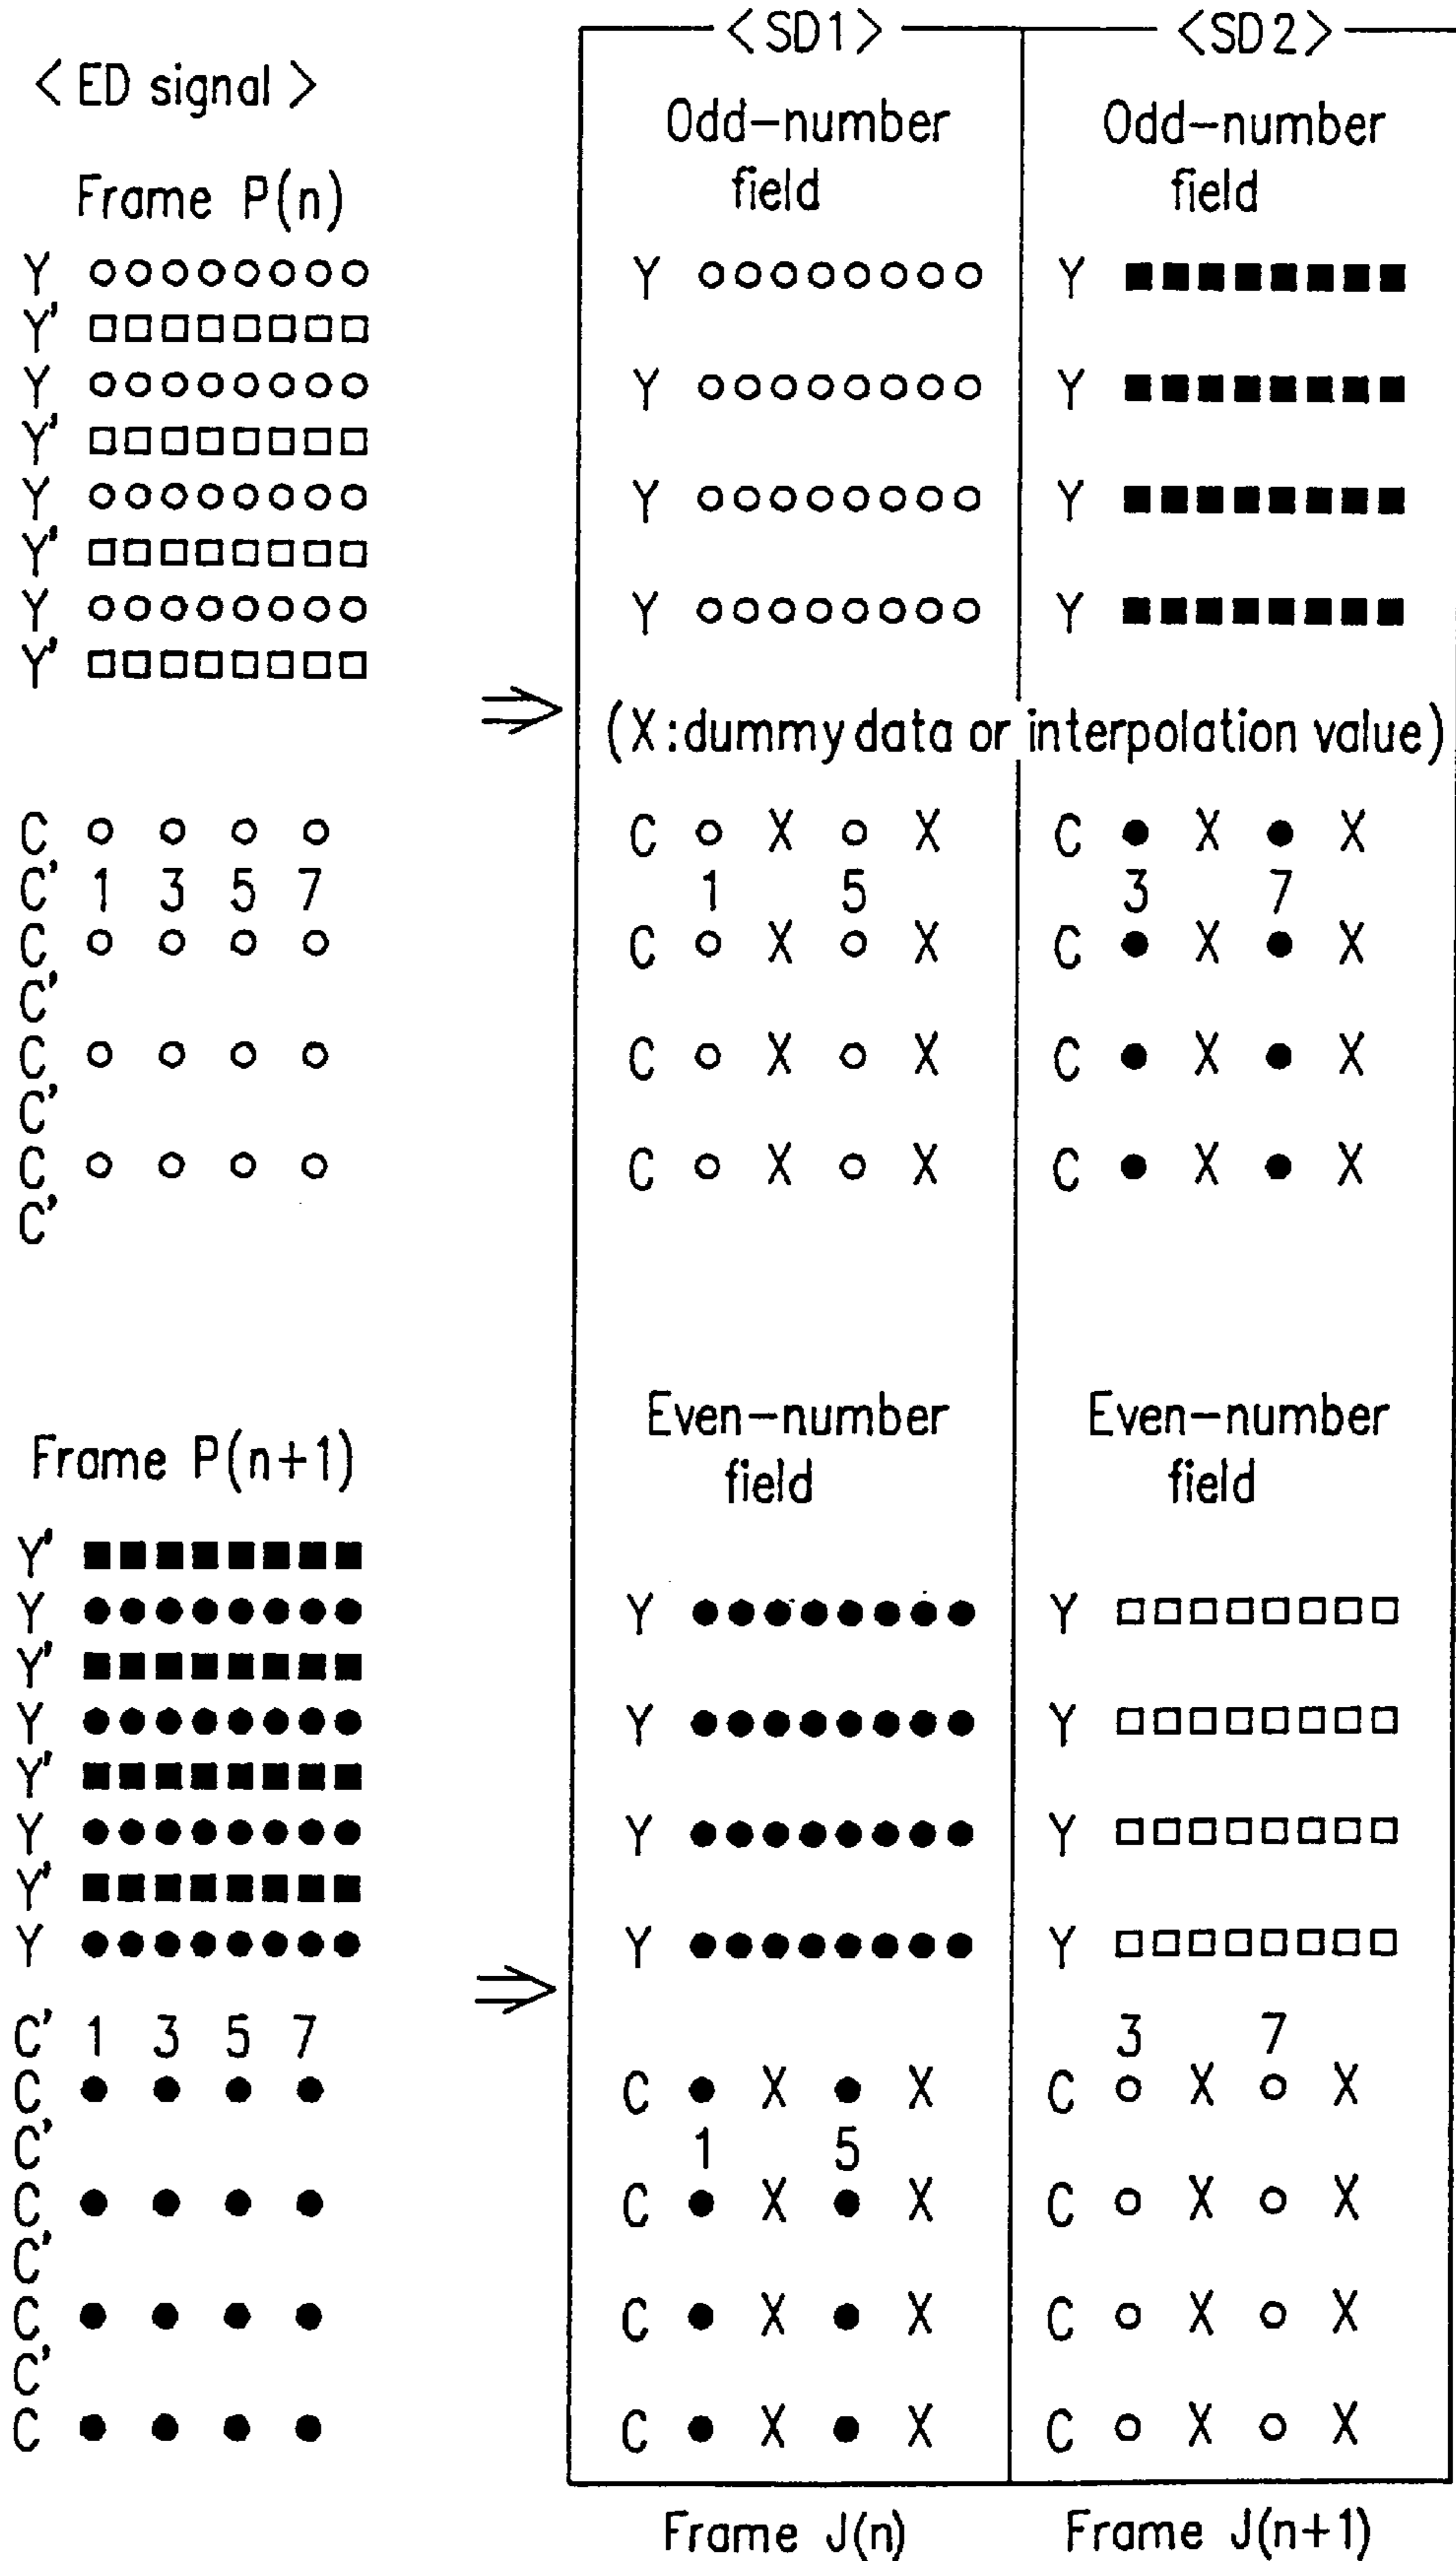 < ED signal >
Frame P(n)
Y
Y'
Y
Y'
Y
Y'
Y
Y'
C
C' 1 3 5 7
C
C'
C
C'
C
C'
Frame P(n+1)
Y'
Y
Y'
Y
Y'
Y
Y'
Y
C' 1 3 5 7
C
C'
C
C'
C
C'
C
<SD1>
Odd-number
field
Y
Y
Y
Y
(X:dummy data or interpolation value)
C X X
1 5
C X X
C X X
C X X
Even-number
field
Y
Y
Y
Y
C X X
1 5
C X X
C X X
C X X
Frame J(n)
<SD2>
Odd-number
field
Y
Y
Y
Y
C X X
3 7
C X X
C X X
C X X
Even-number
field
Y
Y
Y
Y
3 7
C X X
C X X
C X X
C X X
Frame J(n+1)